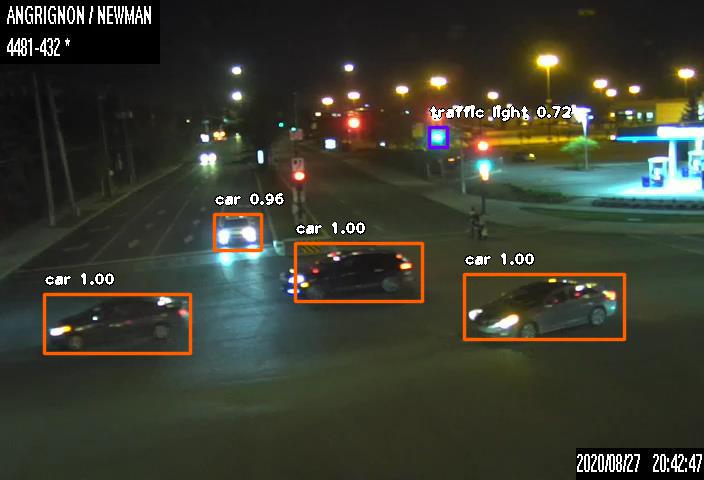 ANGRIGNON / NEWMAN
4481-432 *
traffic light 0.72
car 0.96
car 1.00
car 1.00
car 1.00
2020/08/27 20:42:47